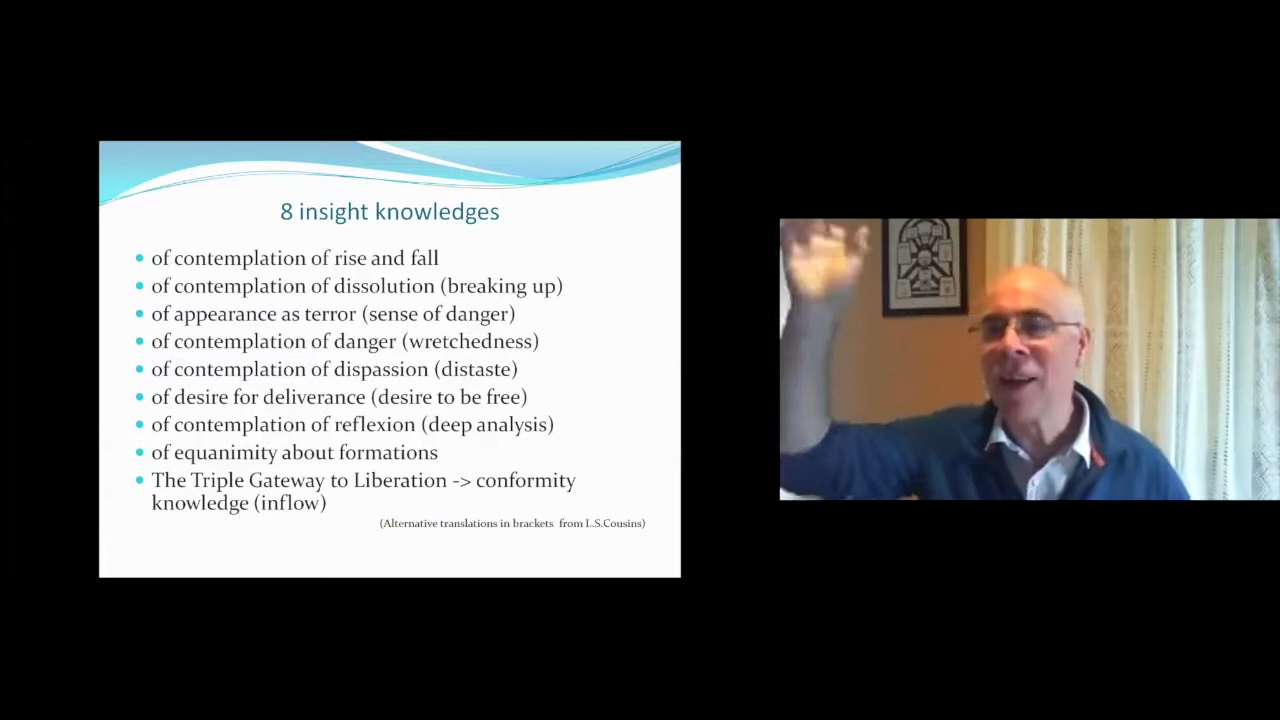 8 insight knowledges
of contemplation of rise and fall
of contemplation of dissolution (breaking up)
of appearance as terror (sense of danger)
of contemplation of danger (wretchedness)
of contemplation of dispassion (distaste)
of desire for deliverance (desire to be free)
of contemplation of reflexion (deep analysis)
of equanimity about formations
The Triple Gateway to Liberation -> conformity
knowledge (inflow)
(Alternative translations in brackets from L.S.Cousins)